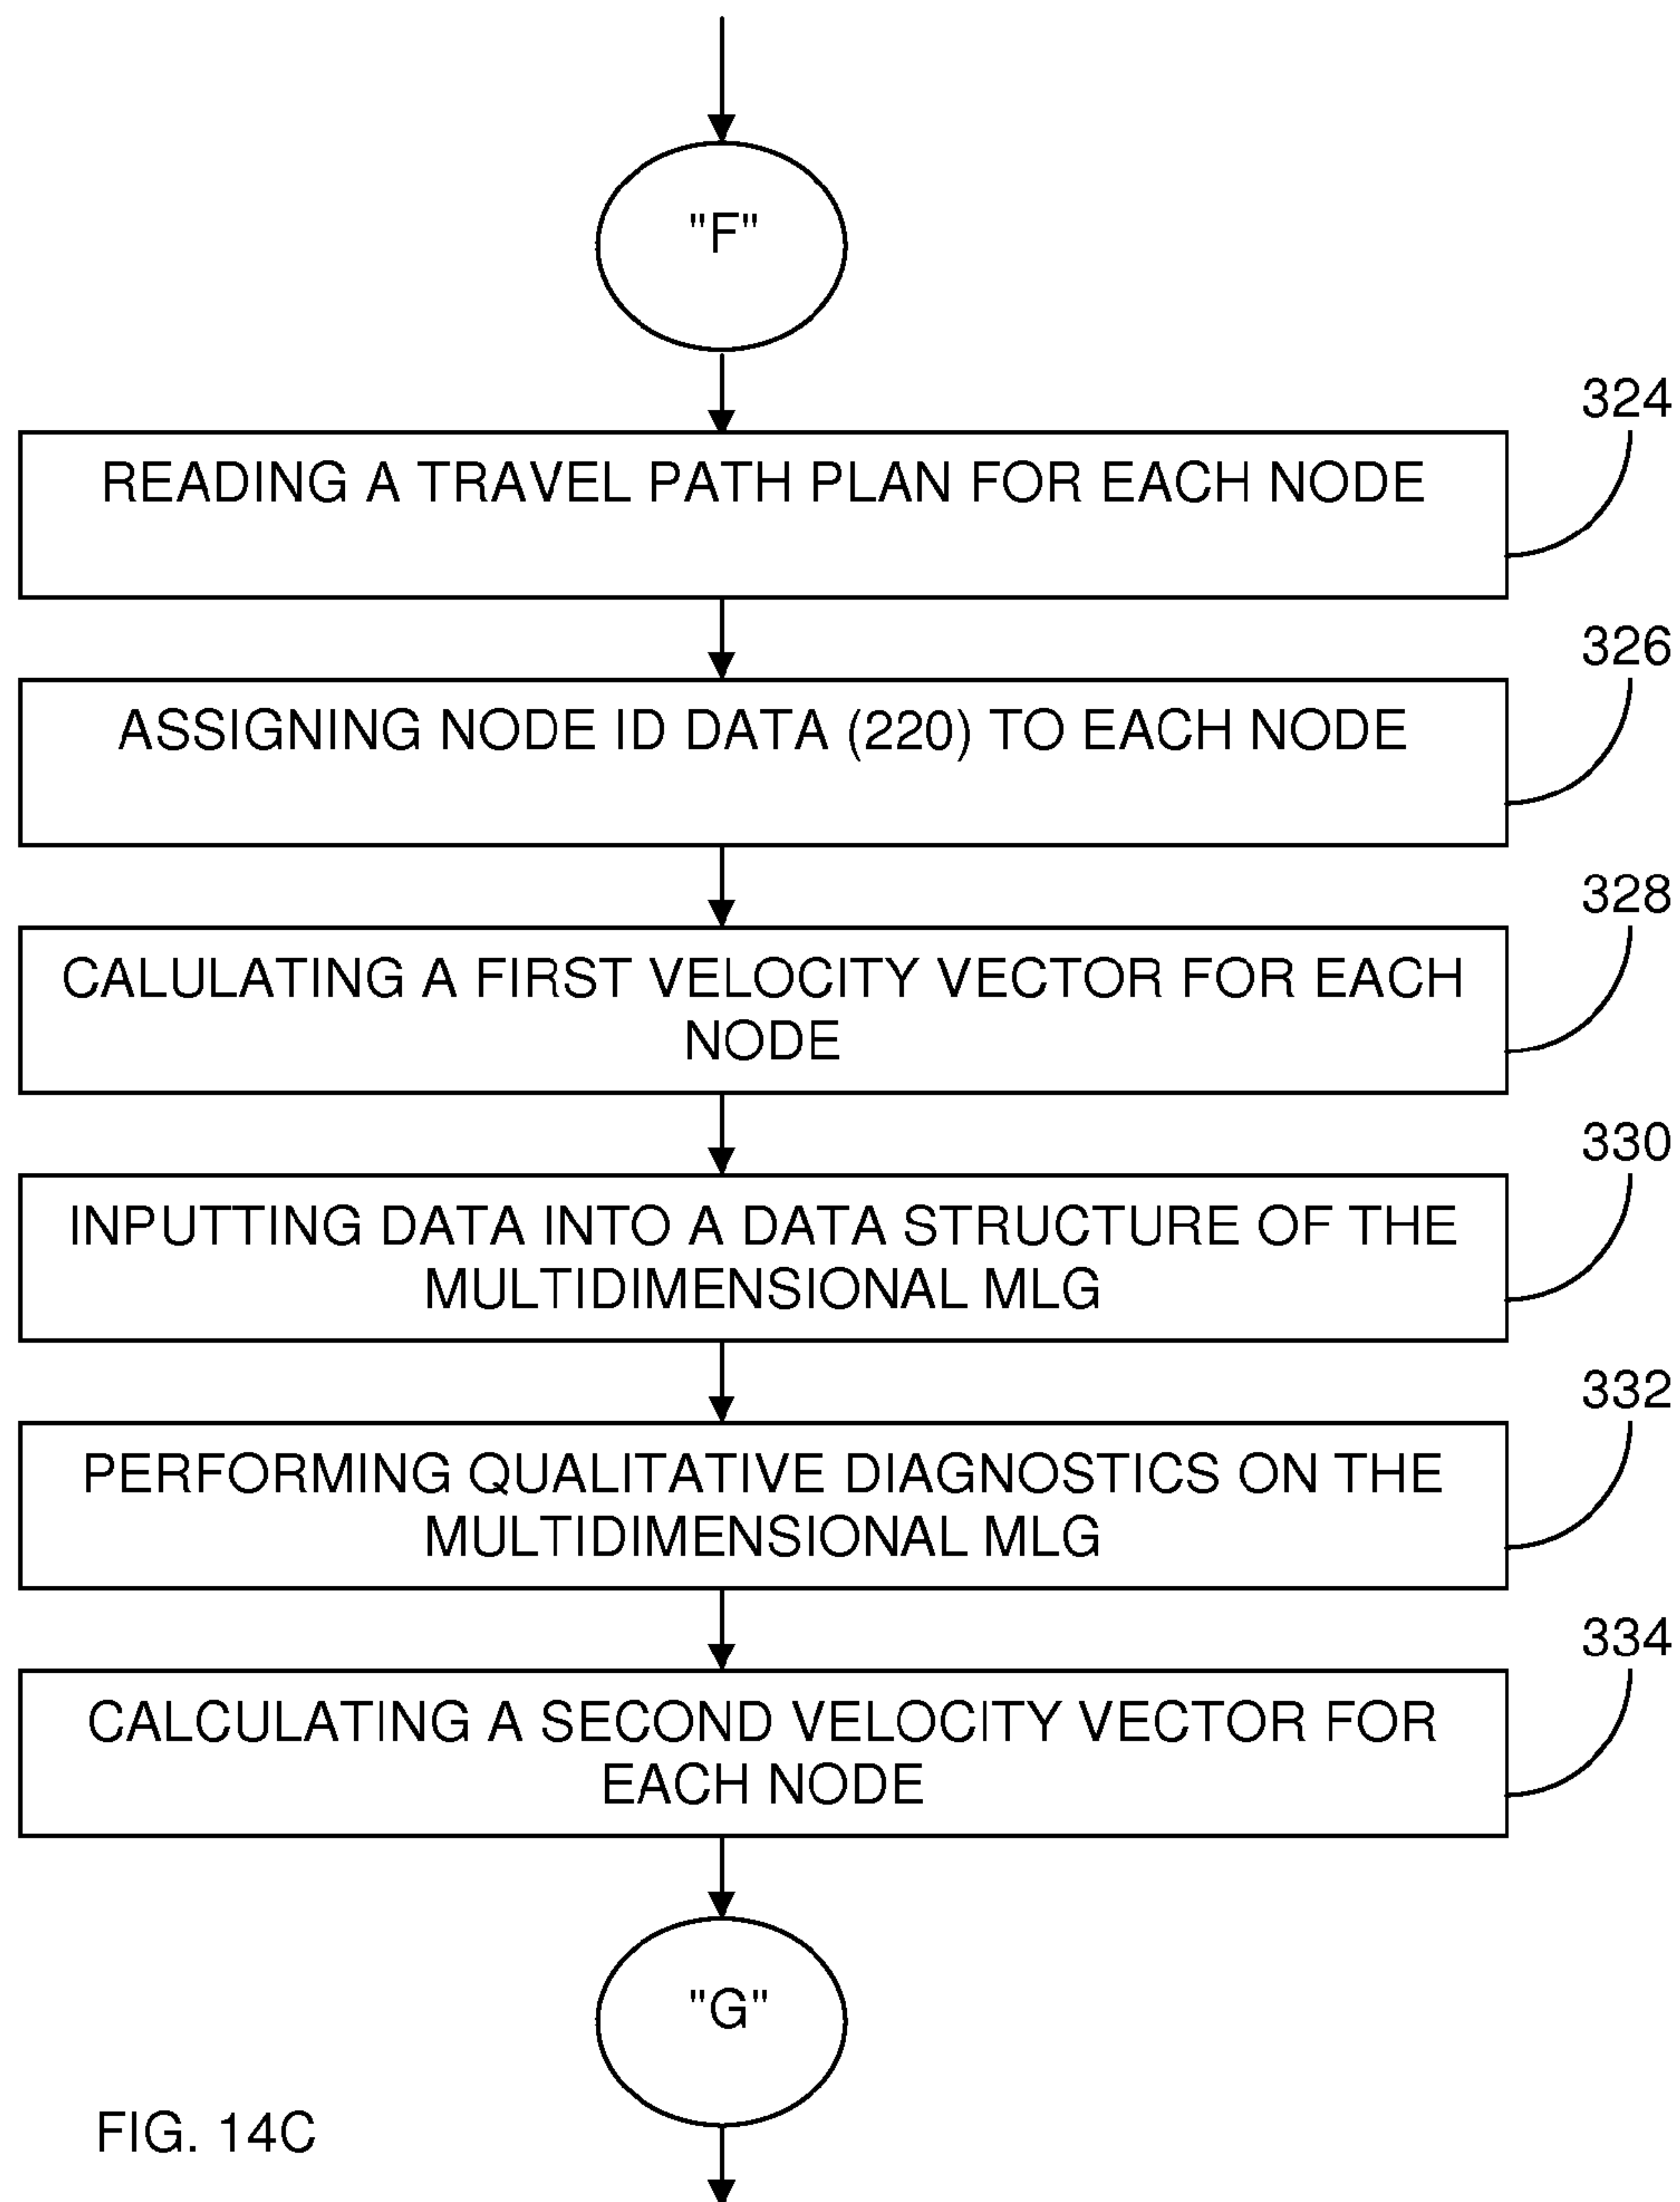 "F"
324
READING A TRAVEL PATH PLAN FOR EACH NODE
326
ASSIGNING NODE ID DATA (220) TO EACH NODE
328
CALULATING A FIRST VELOCITY VECTOR FOR EACH
NODE
330
INPUTTING DATA INTO A DATA STRUCTURE OF THE
MULTIDIMENSIONAL MLG
332
PERFORMING QUALITATIVE DIAGNOSTICS ON THE
MULTIDIMENSIONAL MLG
334
CALCULATING A SECOND VELOCITY VECTOR FOR
EACH NODE
"G"
FIG. 14C